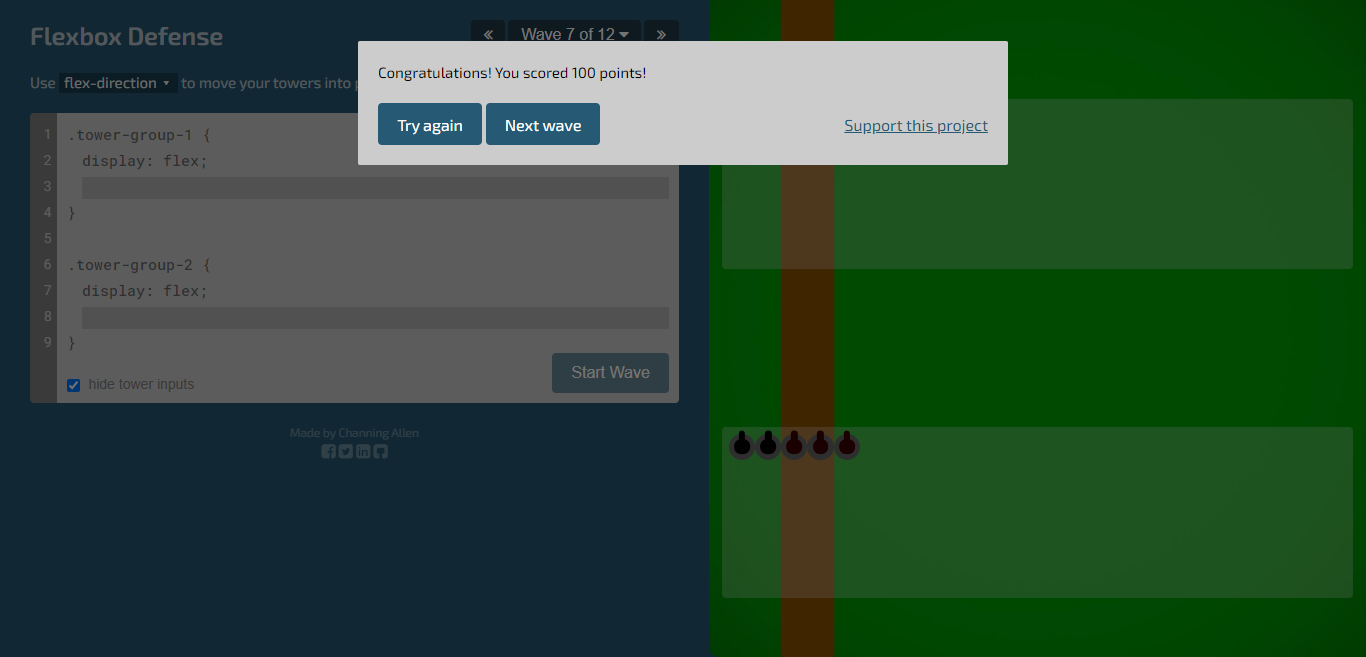 Flexbox Defense
« Wave 7 of 12 »
Congratulations! You scored 100 points!
Use flex-direction to move your towers into
Try again Next wave Support this project
1 .tower-group-1 {
2 display: flex;
3
4 }
5
6 .tower-group-2 {
7 display: flex;
8
9 }
hide tower inputs
Start Wave
Made by Channing Allen